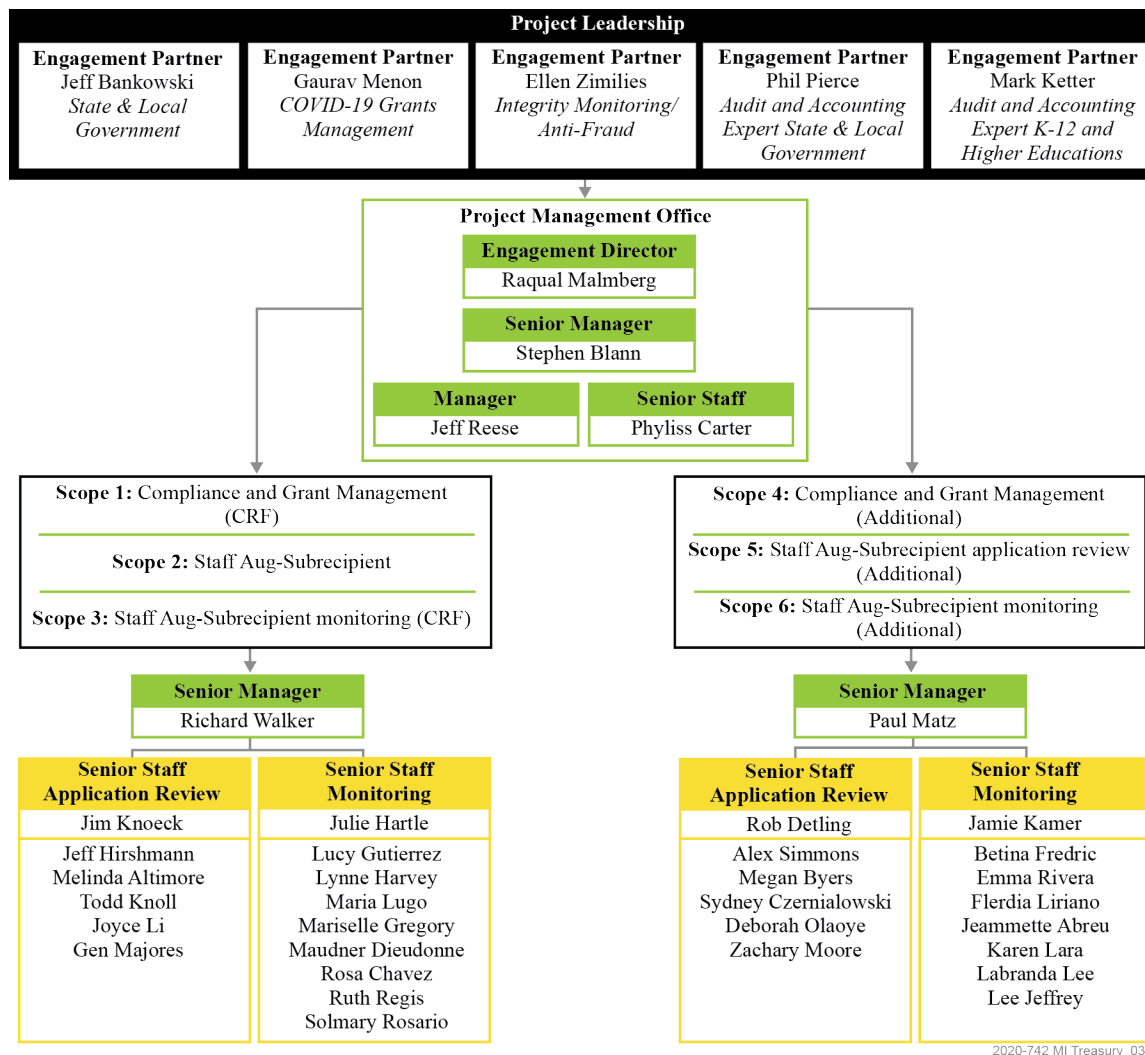 Project Leadership
Engagement Partner
Jeff Bankowski
State & Local
Government
Engagement Partner
Gaurav Menon
COVID-19 Grants
Management
Engagement Partner
Ellen Zimilies
Integrity Monitoring/
Anti-Fraud
Engagement Partner
Phil Pierce
Audit and Accounting
Expert State & Local
Government
Engagement Partner
Mark Ketter
Audit and Accounting
Expert K-12 and
Higher Educations
Project Management Office
Engagement Director
Raqual Malmberg
Senior Manager
Stephen Blann
Manager
Jeff Reese
Senior Staff
Phyliss Carter
Scope 1: Compliance and Grant Management
(CRF)
Scope 2: Staff Aug-Subrecipient
Scope 3: Staff Aug-Subrecipient monitoring (CRF)
Scope 4: Compliance and Grant Management
(Additional)
Scope 5: Staff Aug-Subrecipient application review
(Additional)
Scope 6: Staff Aug-Subrecipient monitoring
(Additional)
Senior Manager
Richard Walker
Senior Staff
Application Review
Jim Knoeck
Jeff Hirshmann
Melinda Altimore
Todd Knoll
Joyce Li
Gen Majores
Senior Staff
Monitoring
Julie Hartle
Lucy Gutierrez
Lynne Harvey
Maria Lugo
Mariselle Gregory
Maudner Dieudonne
Rosa Chavez
Ruth Regis
Solmary Rosario
Senior Manager
Paul Matz
Senior Staff
Application Review
Rob Detling
Alex Simmons
Megan Byers
Sydney Czernialowski
Deborah Olaoye
Zachary Moore
Senior Staff
Monitoring
Jamie Kamer
Betina Fredric
Emma Rivera
Flerdia Liriano
Jeammette Abreu
Karen Lara
Labranda Lee
Lee Jeffrey
2020-742 MI Treasury_03